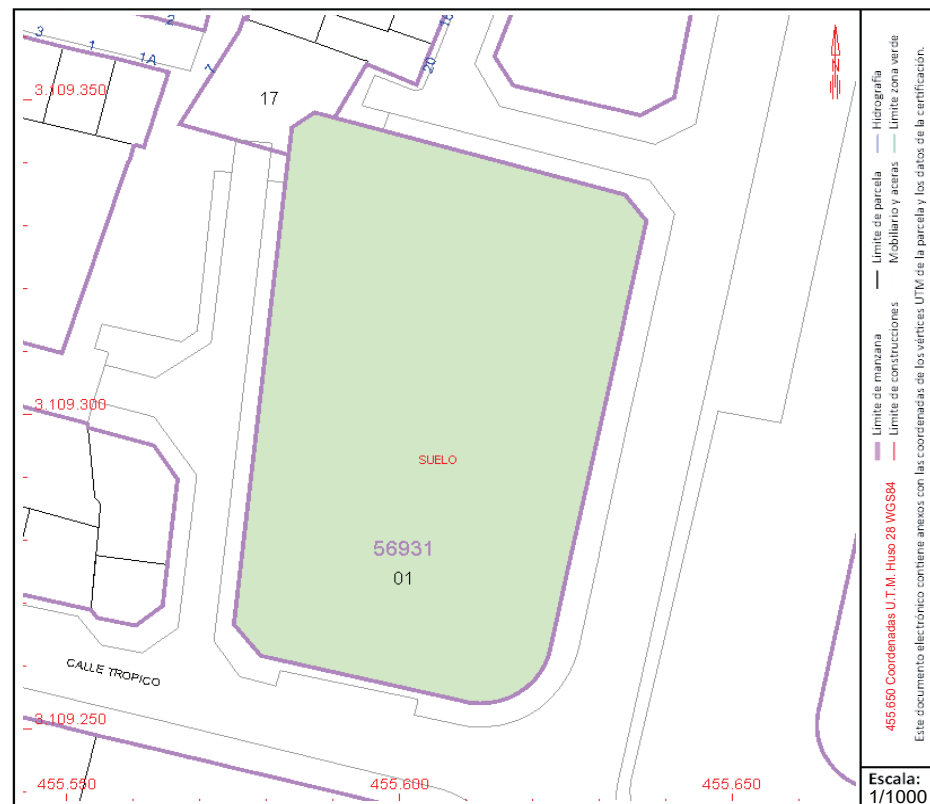 3
1
1A
2
2
18
20
17
3.109.350
3.109.300
SUELO
56931
01
CALLE TROPICO
3.109.250
455.550
455.600
455.650
N
455.650 Coordenadas U.T.M. Huso 28 WGS84
Límite de manzana
Límite de parcela
Hidrografía
Límite de construcciones
Mobiliario y aceras
Límite zona verde
Este documento electrónico contiene anexos con las coordenadas de los vértices UTM de la parcela y los datos de la certificación.
Escala:
1/1000